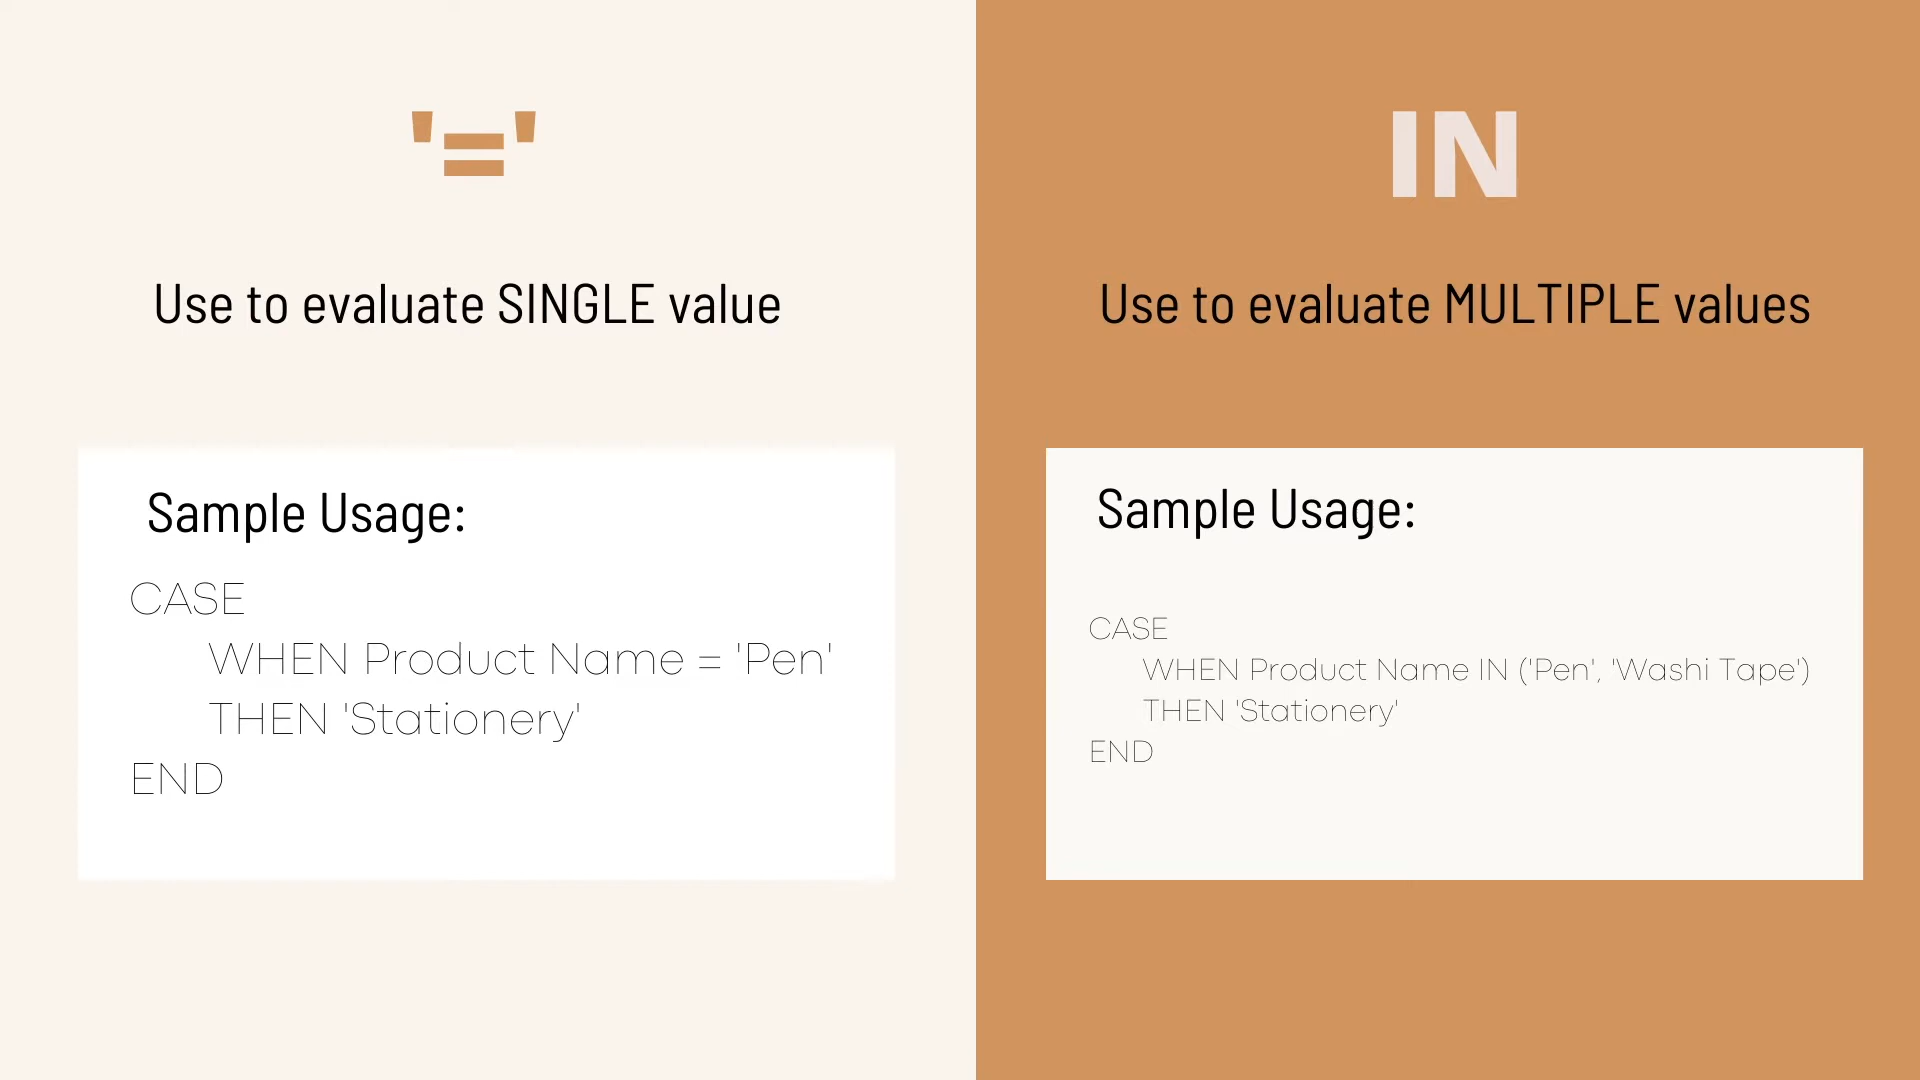 '='
Use to evaluate SINGLE value
Sample Usage:
CASE
WHEN Product Name = 'Pen'
THEN 'Stationery'
END
IN
Use to evaluate MULTIPLE values
Sample Usage:
CASE
WHEN Product Name IN ('Pen', 'Washi Tape')
THEN 'Stationery'
END